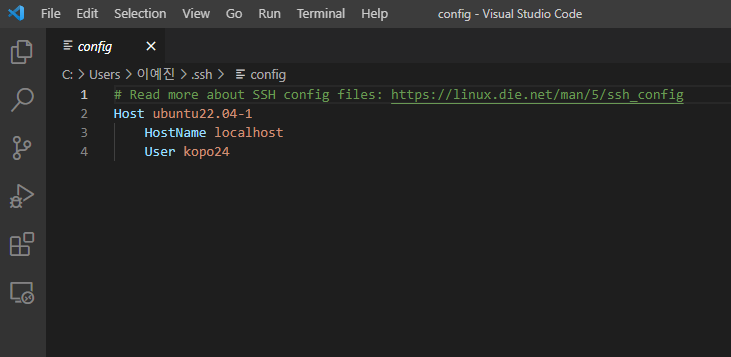 File Edit Selection View Go Run Terminal Help config - Visual Studio Code
config
C: > Users > 이예진 > .ssh > config
1 # Read more about SSH config files: https://linux.die.net/man/5/ssh_config
2 Host ubuntu22.04-1
3 HostName localhost
4 User kopo24